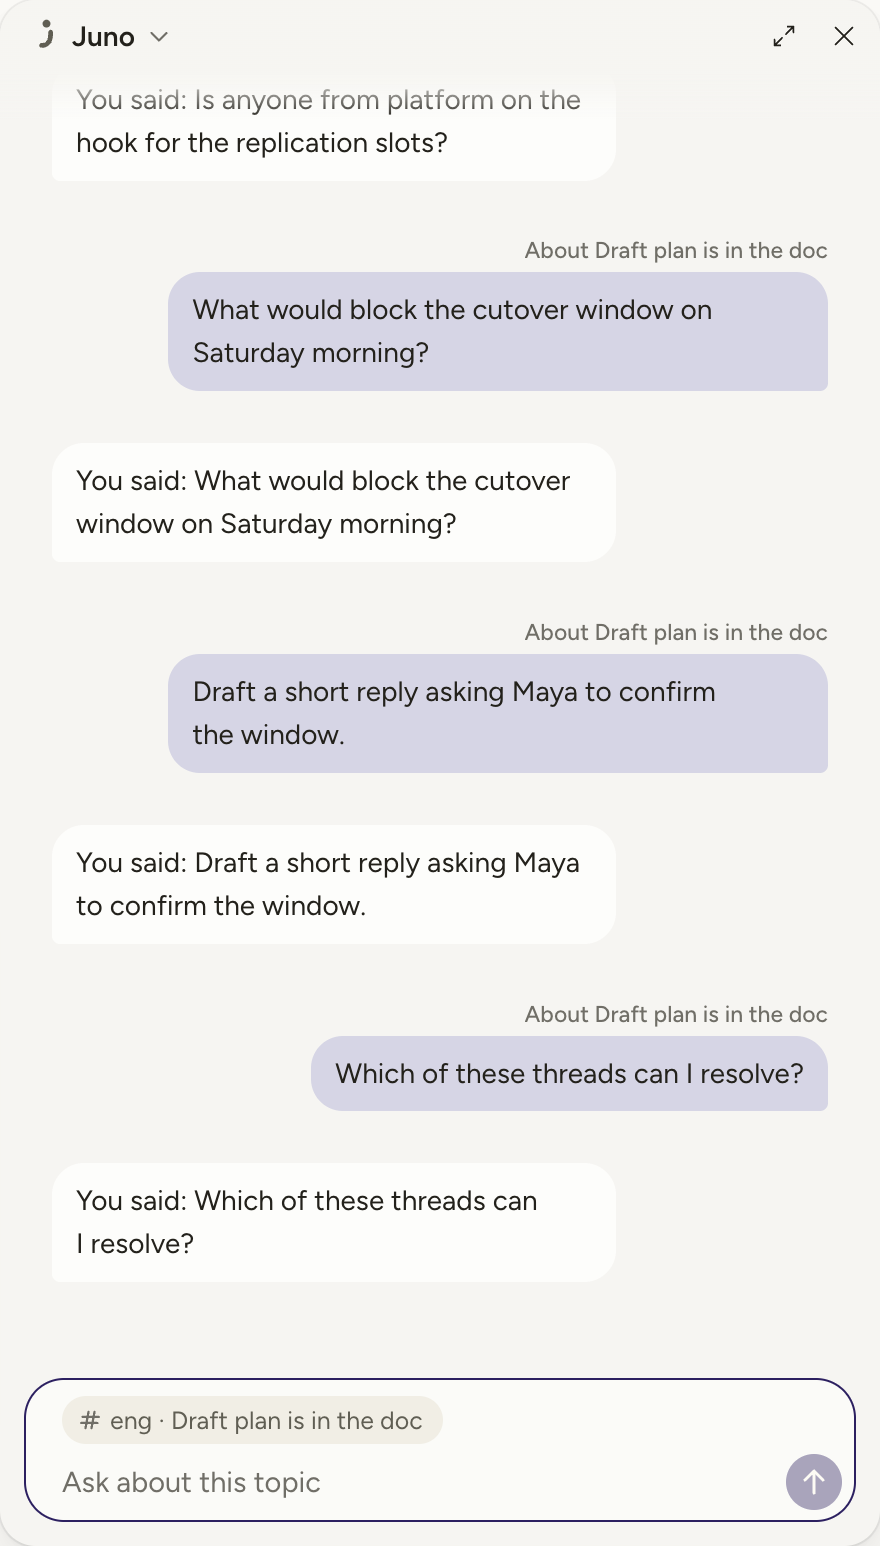 Juno
You said: Is anyone from platform on the
hook for the replication slots?
About Draft plan is in the doc
What would block the cutover window on
Saturday morning?
You said: What would block the cutover
window on Saturday morning?
About Draft plan is in the doc
Draft a short reply asking Maya to confirm
the window.
You said: Draft a short reply asking Maya
to confirm the window.
About Draft plan is in the doc
Which of these threads can I resolve?
You said: Which of these threads can
I resolve?
# eng · Draft plan is in the doc
Ask about this topic